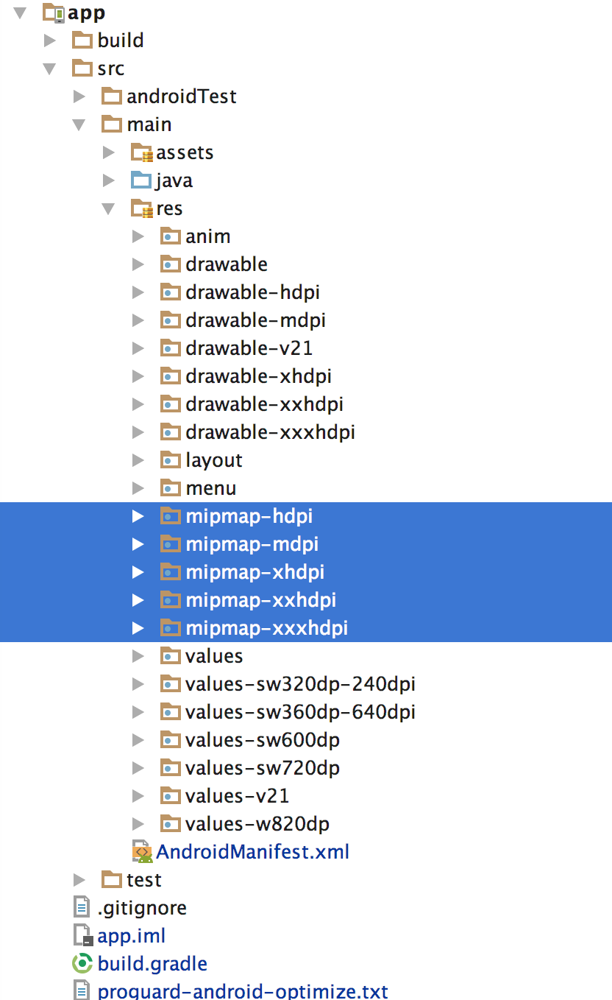 app
build
src
androidTest
main
assets
java
res
anim
drawable
drawable-hdpi
drawable-mdpi
drawable-v21
drawable-xhdpi
drawable-xxhdpi
drawable-xxxhdpi
layout
menu
mipmap-hdpi
mipmap-mdpi
mipmap-xhdpi
mipmap-xxhdpi
mipmap-xxxhdpi
values
values-sw320dp-240dpi
values-sw360dp-640dpi
values-sw600dp
values-sw720dp
values-v21
values-w820dp
AndroidManifest.xml
test
.gitignore
app.iml
build.gradle
proguard-android-optimize.txt